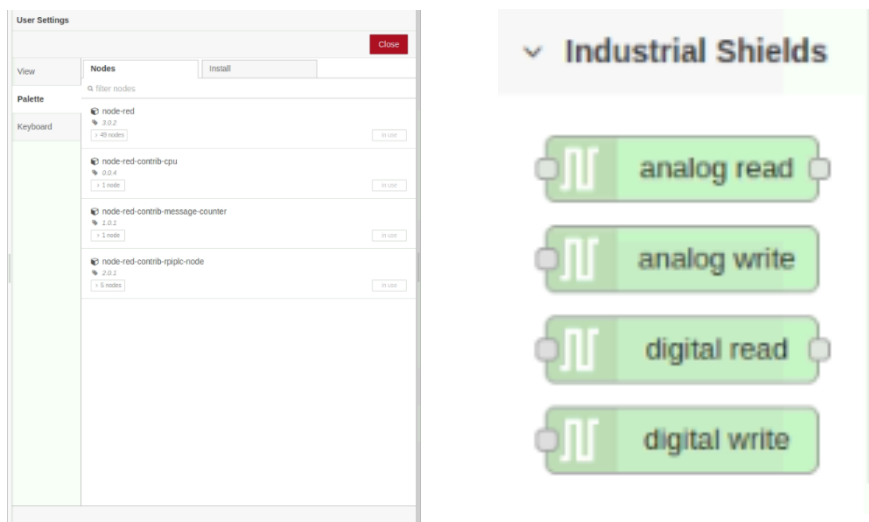 User Settings
Close
View
Palette
Keyboard
Nodes
Install
filter nodes
node-red
3.0.2
> 49 nodes
in use
node-red-contrib-cpu
0.0.4
> 1 node
in use
node-red-contrib-message-counter
1.0.1
> 1 node
in use
node-red-contrib-rpiplc-node
2.0.1
> 5 nodes
in use
Industrial Shields
analog read
analog write
digital read
digital write